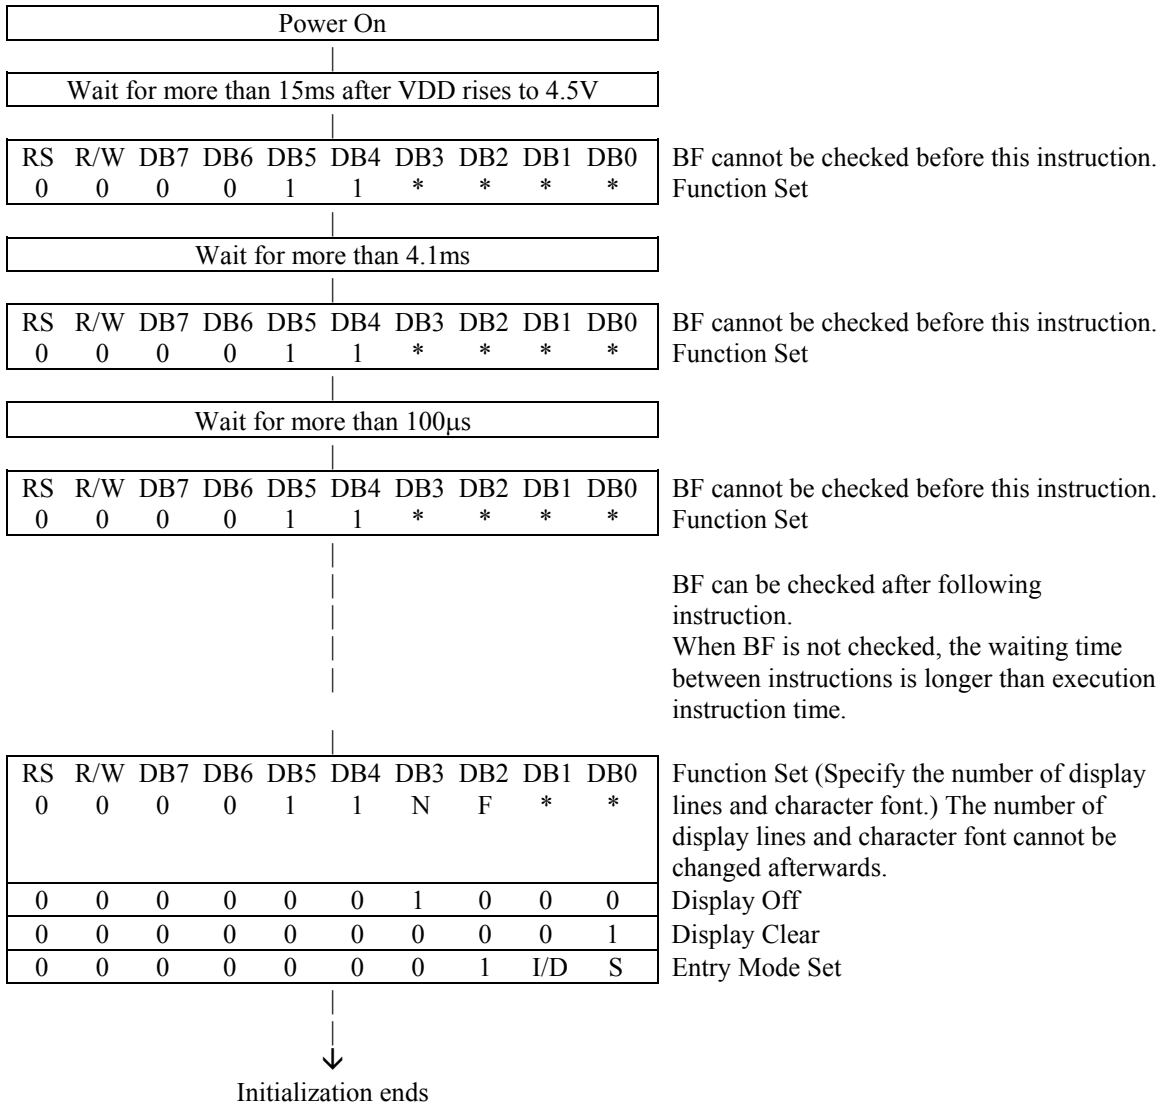 Power On
Wait for more than 15ms after VDD rises to 4.5V
RS R/W DB7 DB6 DB5 DB4 DB3 DB2 DB1 DB0 BF cannot be checked before this instruction.
0 0 0 0 1 1 * * * * Function Set
Wait for more than 4.1ms
RS R/W DB7 DB6 DB5 DB4 DB3 DB2 DB1 DB0 BF cannot be checked before this instruction.
0 0 0 0 1 1 * * * * Function Set
Wait for more than 100μs
RS R/W DB7 DB6 DB5 DB4 DB3 DB2 DB1 DB0 BF cannot be checked before this instruction.
0 0 0 0 1 1 * * * * Function Set
BF can be checked after following
instruction.
When BF is not checked, the waiting time
between instructions is longer than execution
instruction time.
RS R/W DB7 DB6 DB5 DB4 DB3 DB2 DB1 DB0 Function Set (Specify the number of display
0 0 0 0 1 1 N F * * lines and character font.) The number of
display lines and character font cannot be
changed afterwards.
0 0 0 0 0 0 1 0 0 0 Display Off
0 0 0 0 0 0 0 0 0 1 Display Clear
0 0 0 0 0 0 0 1 I/D S Entry Mode Set
Initialization ends